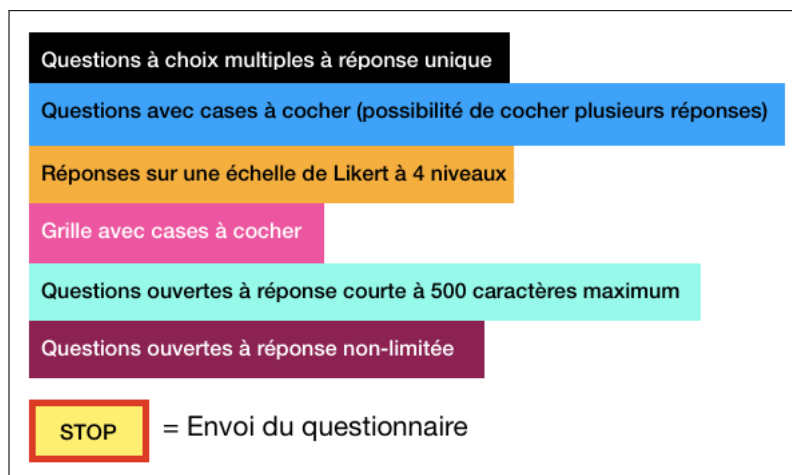 Questions à choix multiples à réponse unique
Questions avec cases à cocher (possibilité de cocher plusieurs réponses)
Réponses sur une échelle de Likert à 4 niveaux
Grille avec cases à cocher
Questions ouvertes à réponse courte à 500 caractères maximum
Questions ouvertes à réponse non-limitée
STOP = Envoi du questionnaire